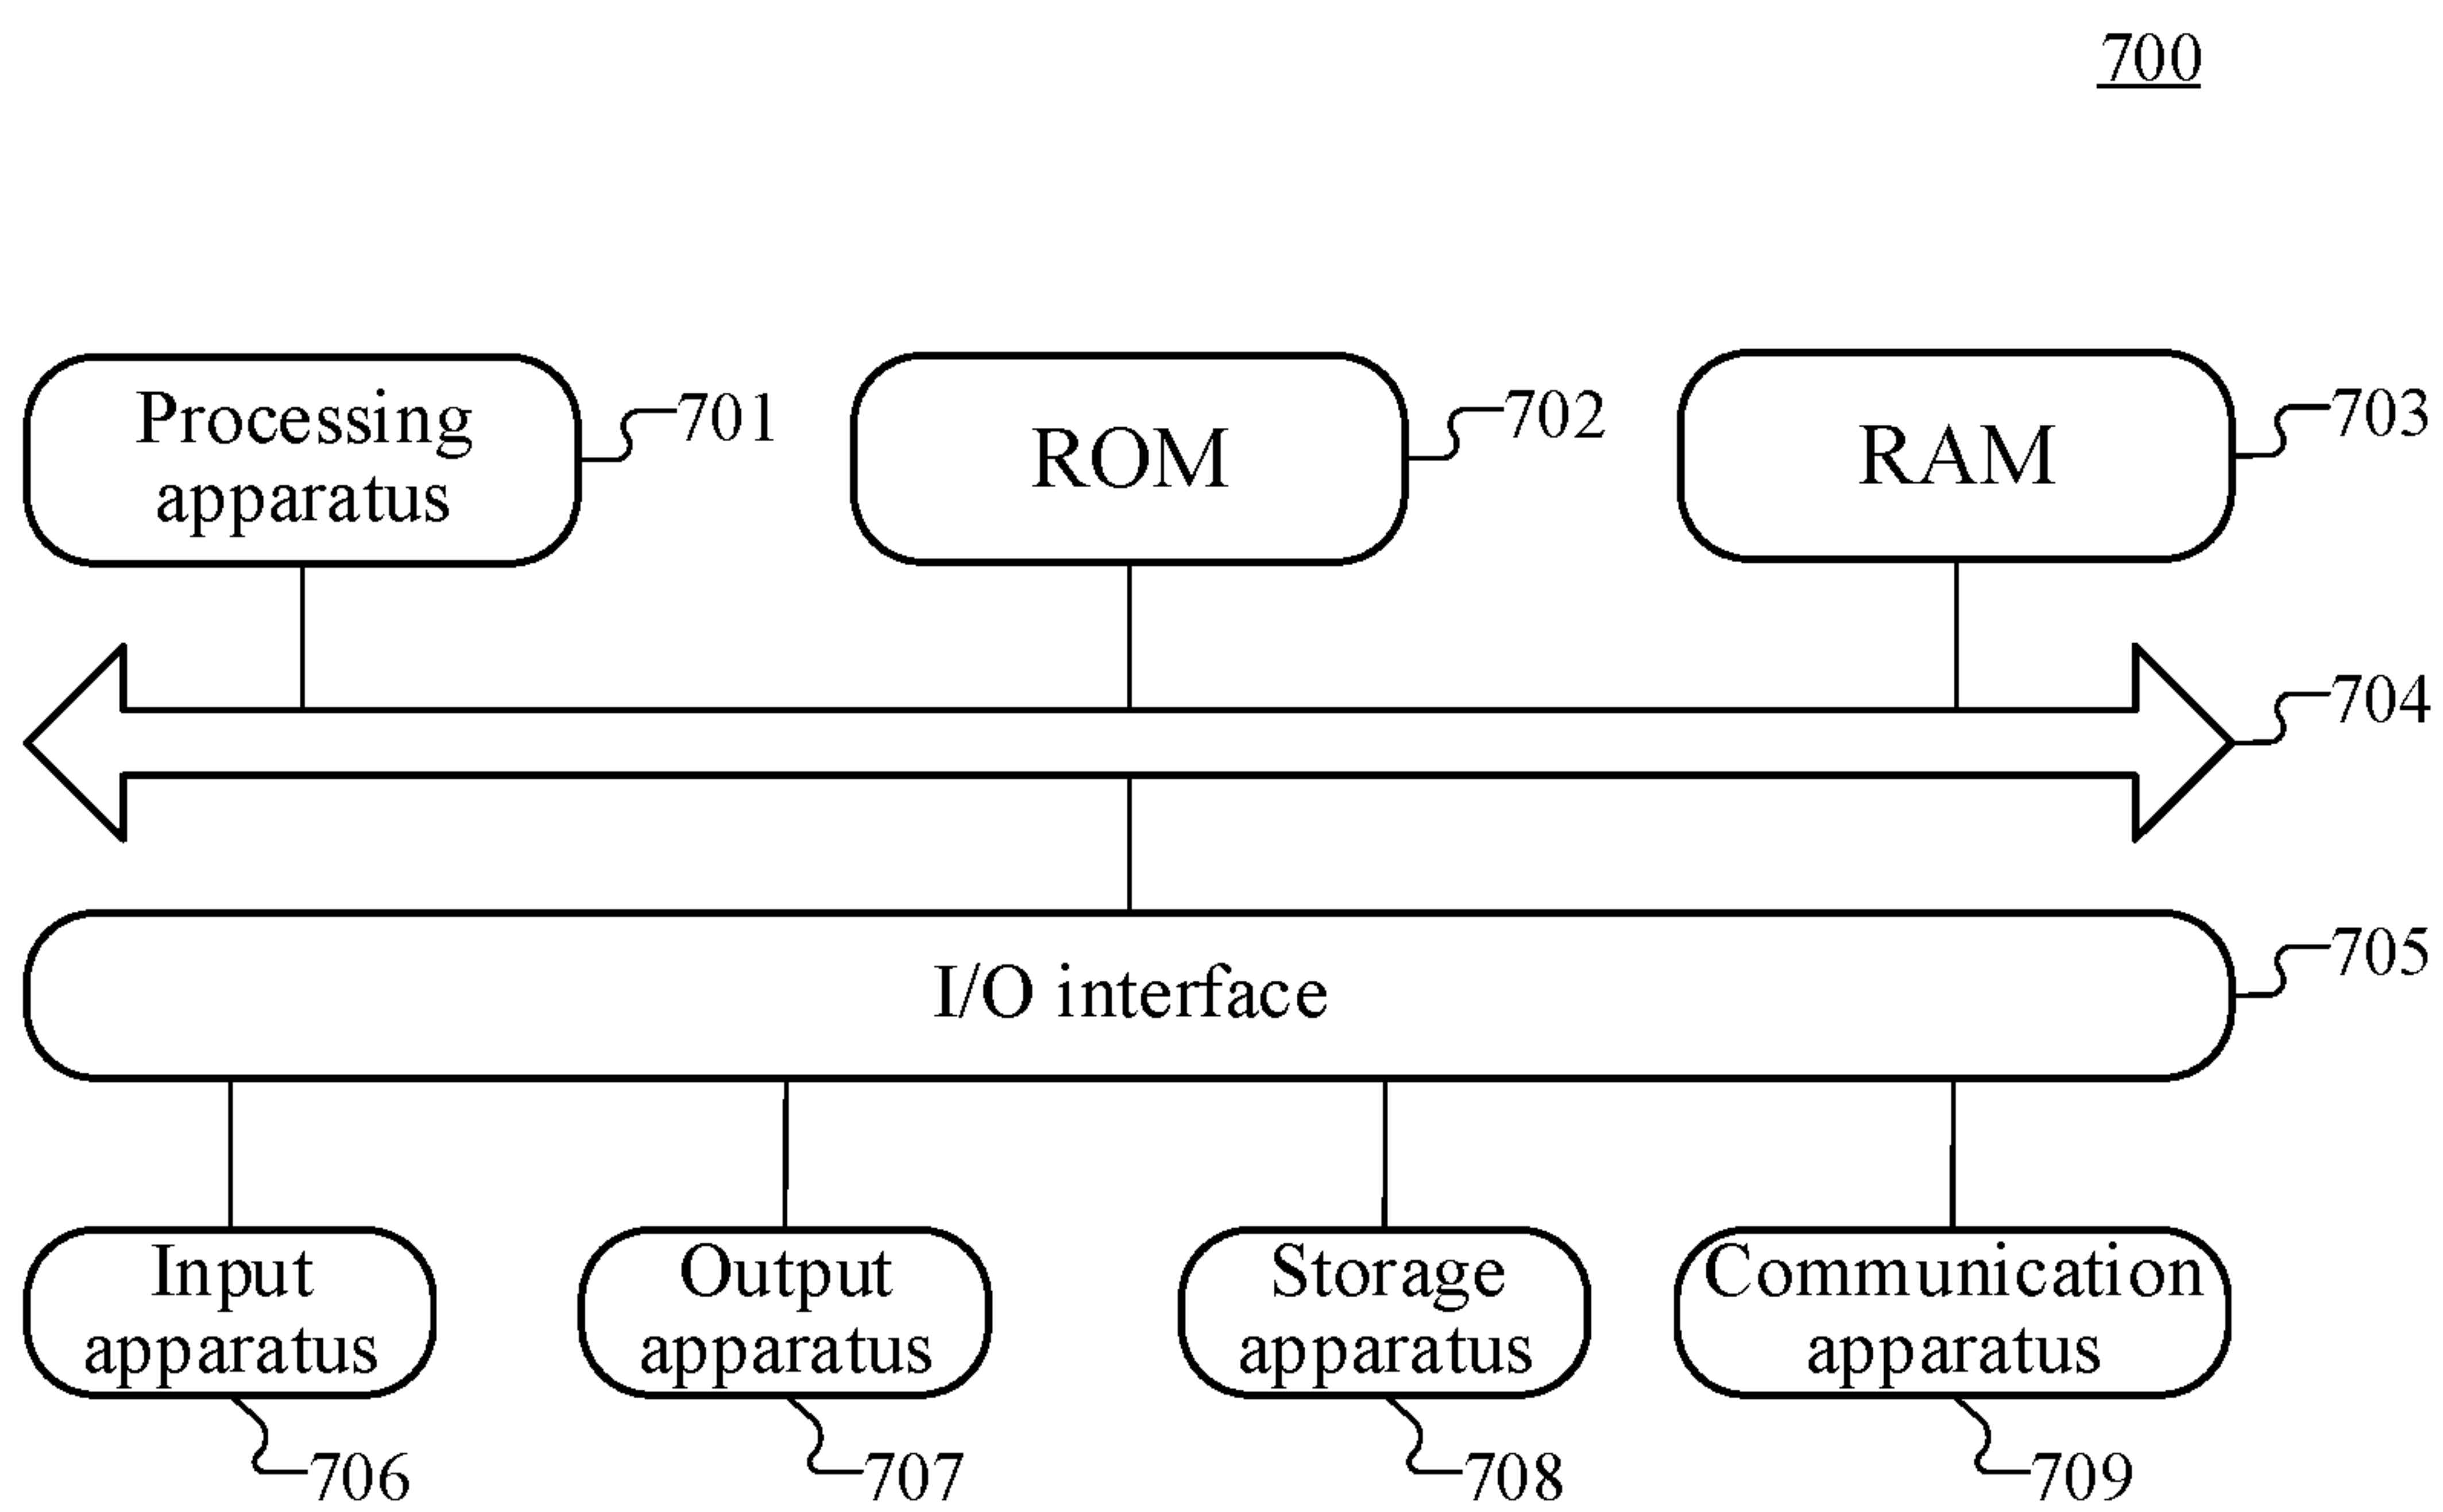 700
Processing
apparatus
701
ROM
702
RAM
703
704
I/O interface
705
Input
apparatus
Output
apparatus
Storage
apparatus
Communication
apparatus
706
707
708
709